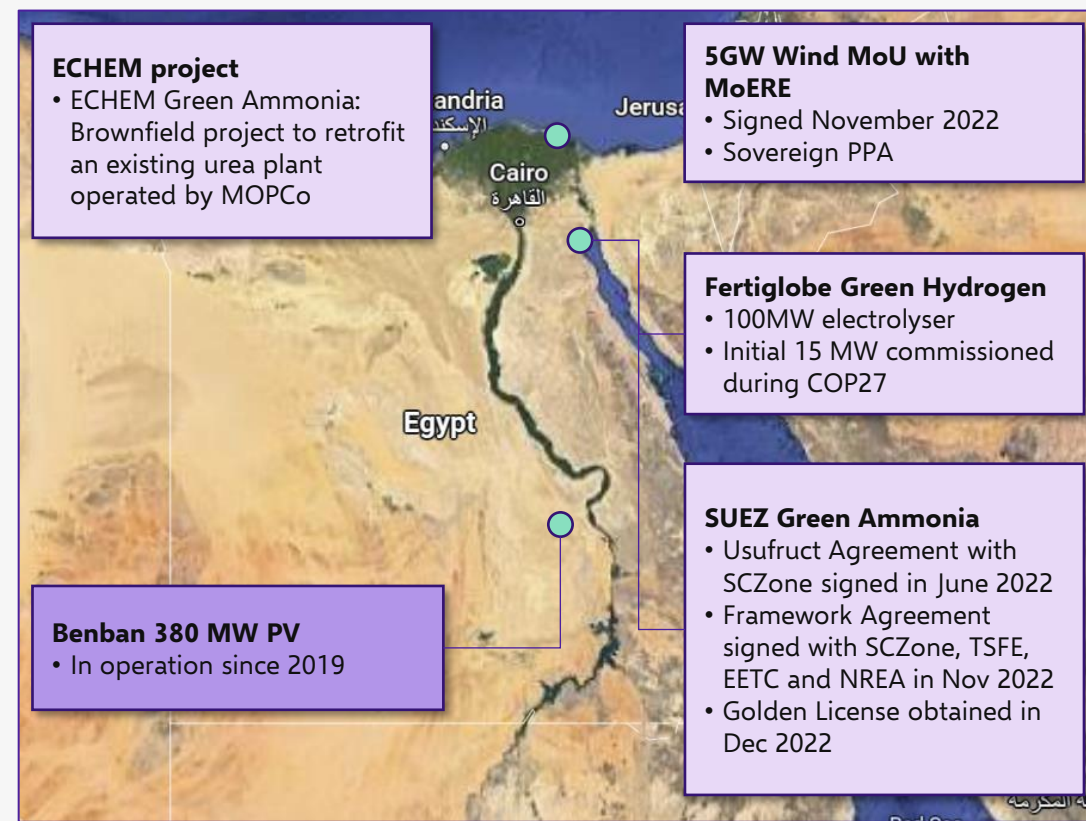 ECHEM project
• ECHEM Green Ammonia:
Brownfield project to retrofit
an existing urea plant
operated by MOPCo
5GW Wind MoU with
MoERE
• Signed November 2022
• Sovereign PPA
andria
الإسكند
Jerusa
Cairo
القاهرة
Fertiglobe Green Hydrogen
• 100MW electrolyser
• Initial 15 MW commissioned
during COP27
Egypt
SUEZ Green Ammonia
• Usufruct Agreement with
SCZone signed in June 2022
• Framework Agreement
signed with SCZone, TSFE,
EETC and NREA in Nov 2022
• Golden License obtained in
Dec 2022
Benban 380 MW PV
• In operation since 2019
المكرمة
Red Sea